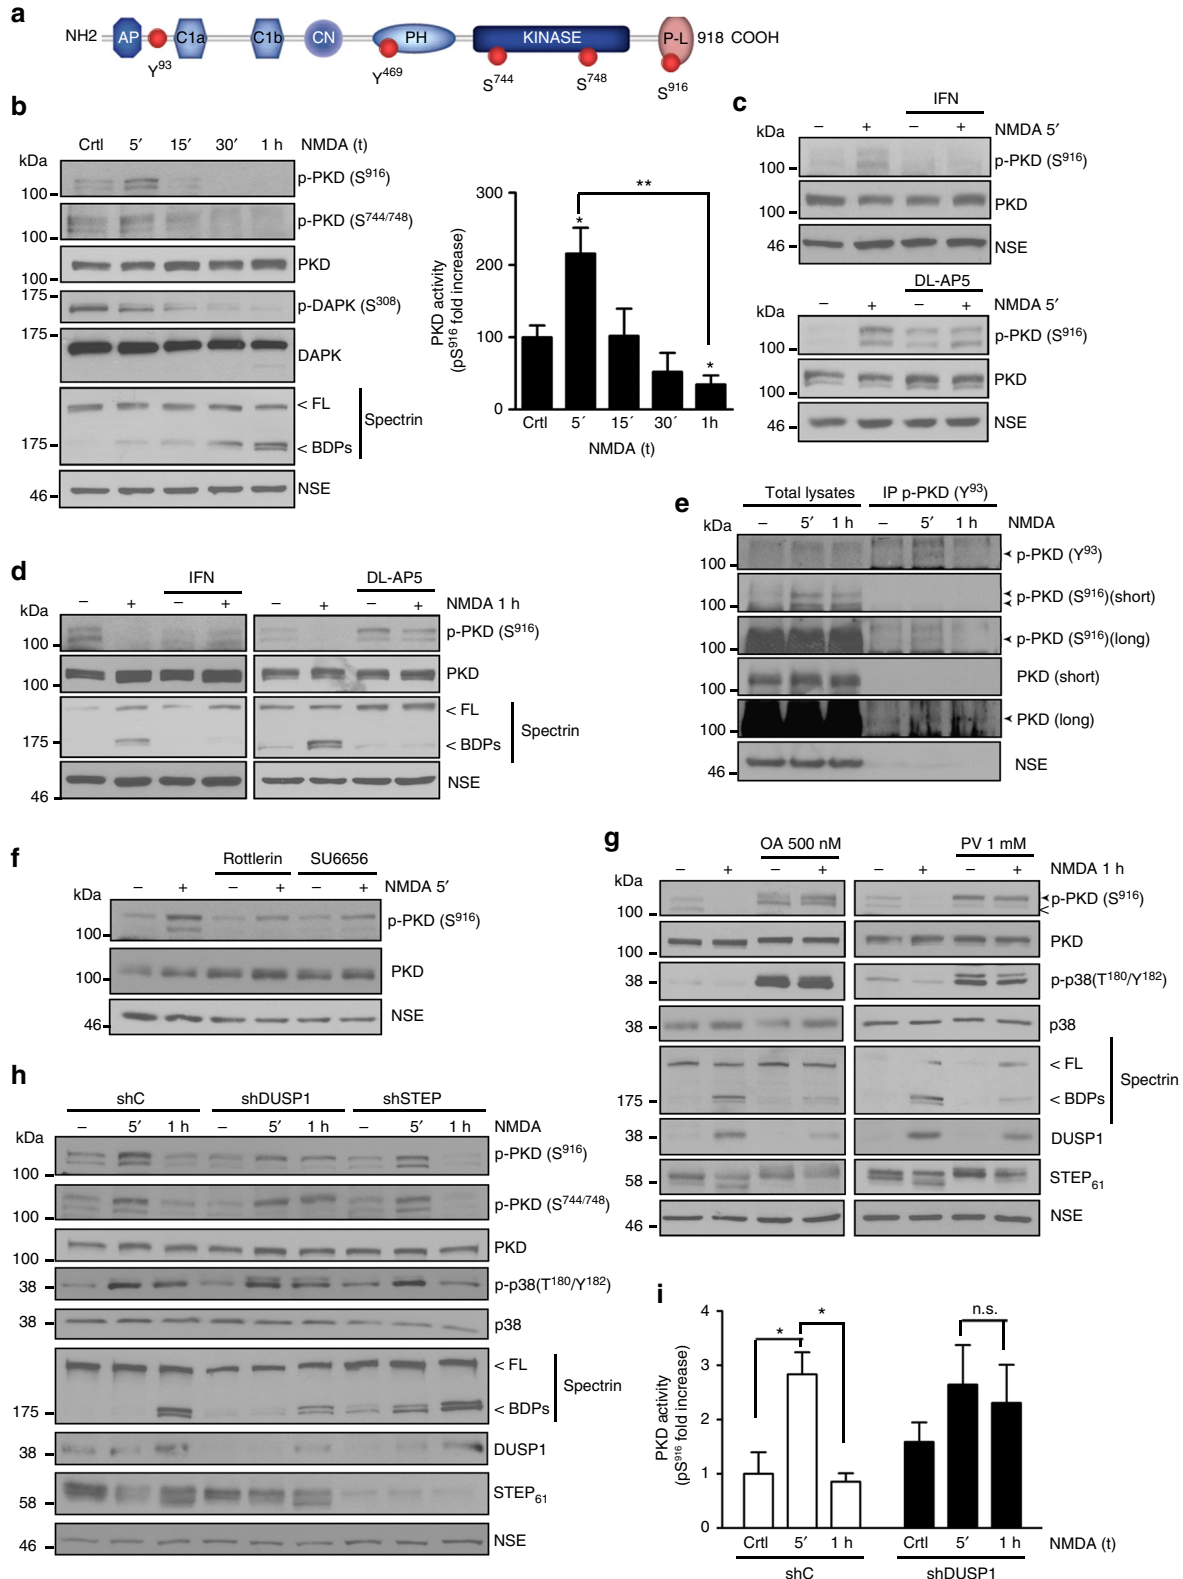 a
NH2 AP C1a C1b CN PH KINASE P-L 918 COOH
Y93 Y469 S744 S748 S916
b
Crtl 5′ 15′ 30′ 1 h NMDA (t)
kDa
100 p-PKD (S916)
100 p-PKD (S744/748)
100 PKD
175 p-DAPK (S308)
175 DAPK
< FL
175 < BDPs
Spectrin
46 NSE
PKD activity
(pS916 fold increase)
300
200
100
0
**
*
*
Crtl 5′ 15′ 30′ 1h
NMDA (t)
c
IFN
kDa – + – + NMDA 5′
100 p-PKD (S916)
100 PKD
46 NSE
DL-AP5
kDa – + – + NMDA 5′
100 p-PKD (S916)
100 PKD
46 NSE
d
IFN DL-AP5
kDa – + – + – + – + NMDA 1 h
100 p-PKD (S916)
100 PKD
< FL
175 < BDPs
Spectrin
46 NSE
e
Total lysates IP p-PKD (Y93)
kDa – 5′ 1 h – 5′ 1 h NMDA
100 p-PKD (Y93)
100 p-PKD (S916)(short)
100 p-PKD (S916)(long)
100 PKD (short)
100 PKD (long)
46 NSE
f
Rottlerin SU6656
kDa – + – + – + NMDA 5′
100 p-PKD (S916)
100 PKD
46 NSE
g
OA 500 nM PV 1 mM
kDa – + – + – + – + NMDA 1 h
100 p-PKD (S916)
<
100 PKD
38 p-p38(T180/Y182)
38 p38
< FL
175 < BDPs
Spectrin
38 DUSP1
58 STEP61
46 NSE
h
shC shDUSP1 shSTEP
kDa – 5′ 1 h – 5′ 1 h – 5′ 1 h NMDA
100 p-PKD (S916)
100 p-PKD (S744/748)
100 PKD
38 p-p38(T180/Y182)
38 p38
< FL
175 < BDPs
Spectrin
38 DUSP1
58 STEP61
46 NSE
i
PKD activity
(pS916 fold increase)
4
3
2
1
0
*
*
n.s.
Crtl 5′ 1 h Crtl 5′ 1 h NMDA (t)
shC shDUSP1